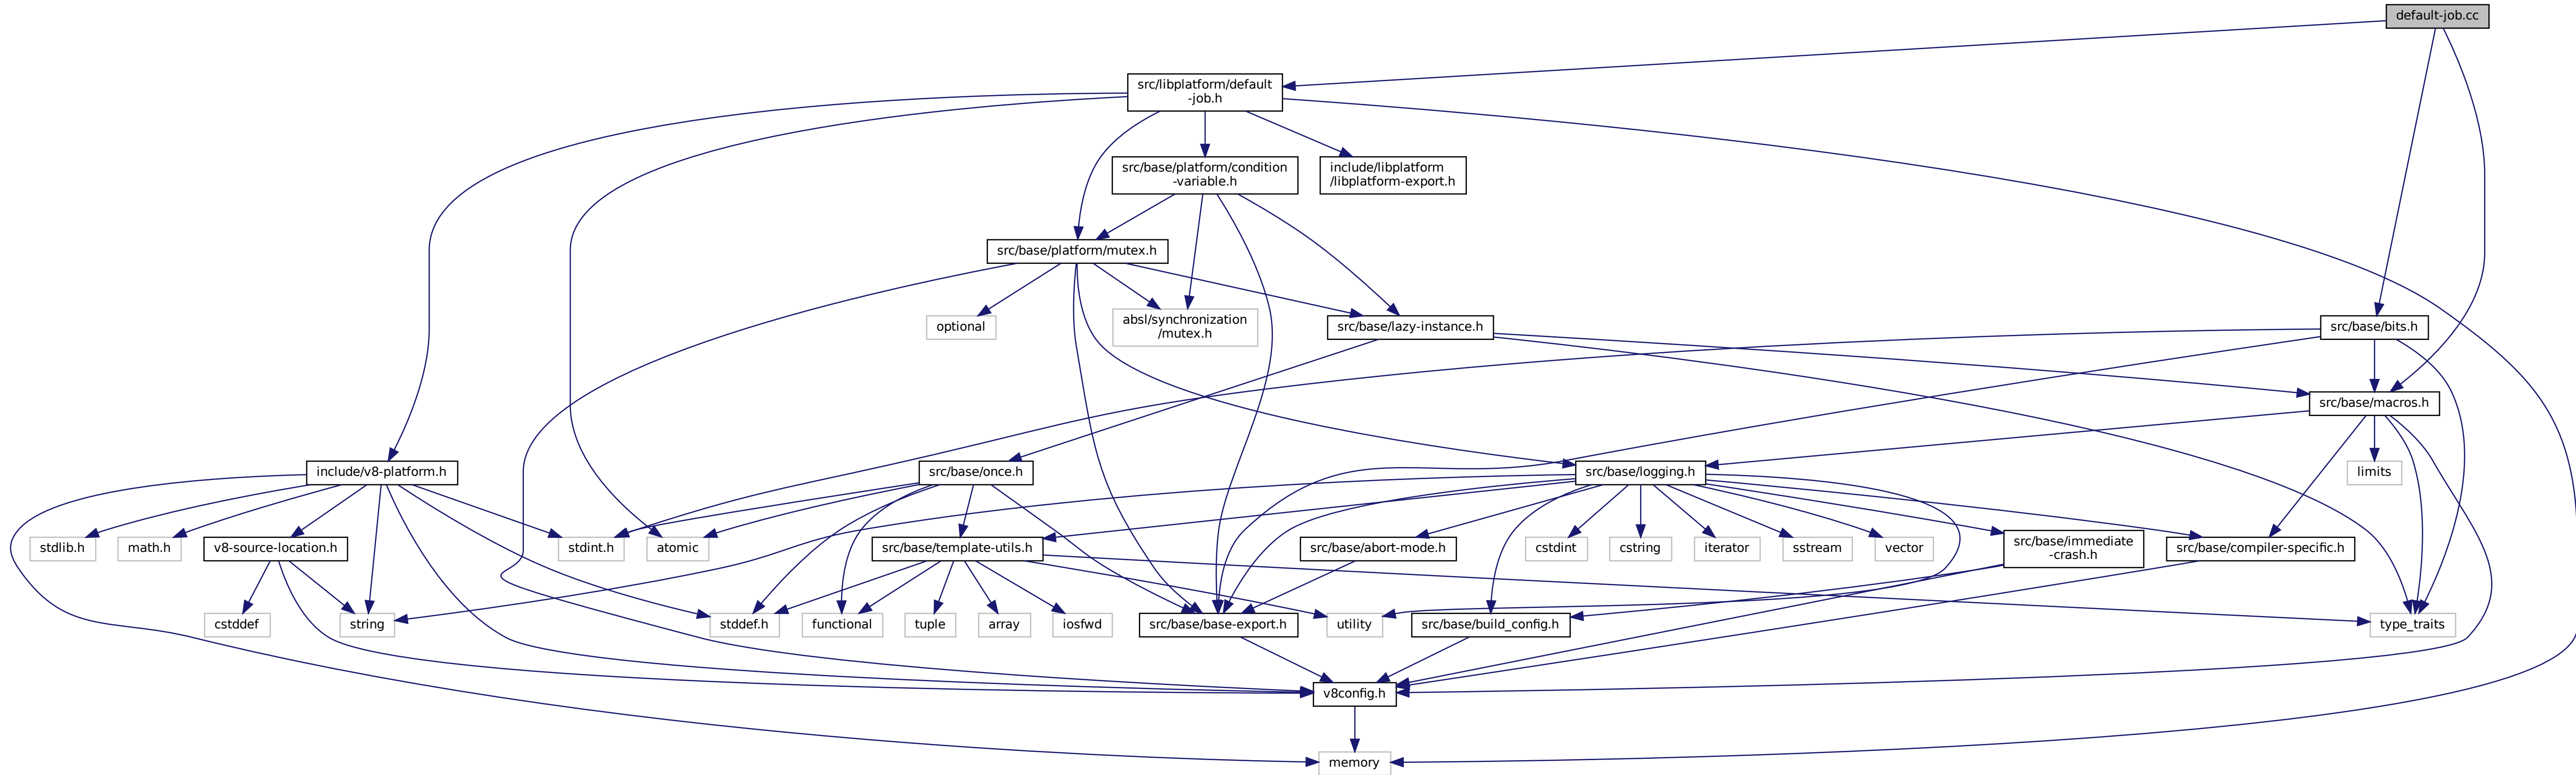 default-job.cc
src/libplatform/default
-job.h
src/base/platform/condition
-variable.h
include/libplatform
/libplatform-export.h
src/base/platform/mutex.h
optional
absl/synchronization
/mutex.h
src/base/lazy-instance.h
src/base/bits.h
src/base/macros.h
include/v8-platform.h
src/base/once.h
src/base/logging.h
limits
stdlib.h
math.h
v8-source-location.h
stdint.h
atomic
src/base/template-utils.h
src/base/abort-mode.h
cstdint
cstring
iterator
sstream
vector
src/base/immediate
-crash.h
src/base/compiler-specific.h
cstddef
string
stddef.h
functional
tuple
array
iosfwd
src/base/base-export.h
utility
src/base/build_config.h
type_traits
v8config.h
memory